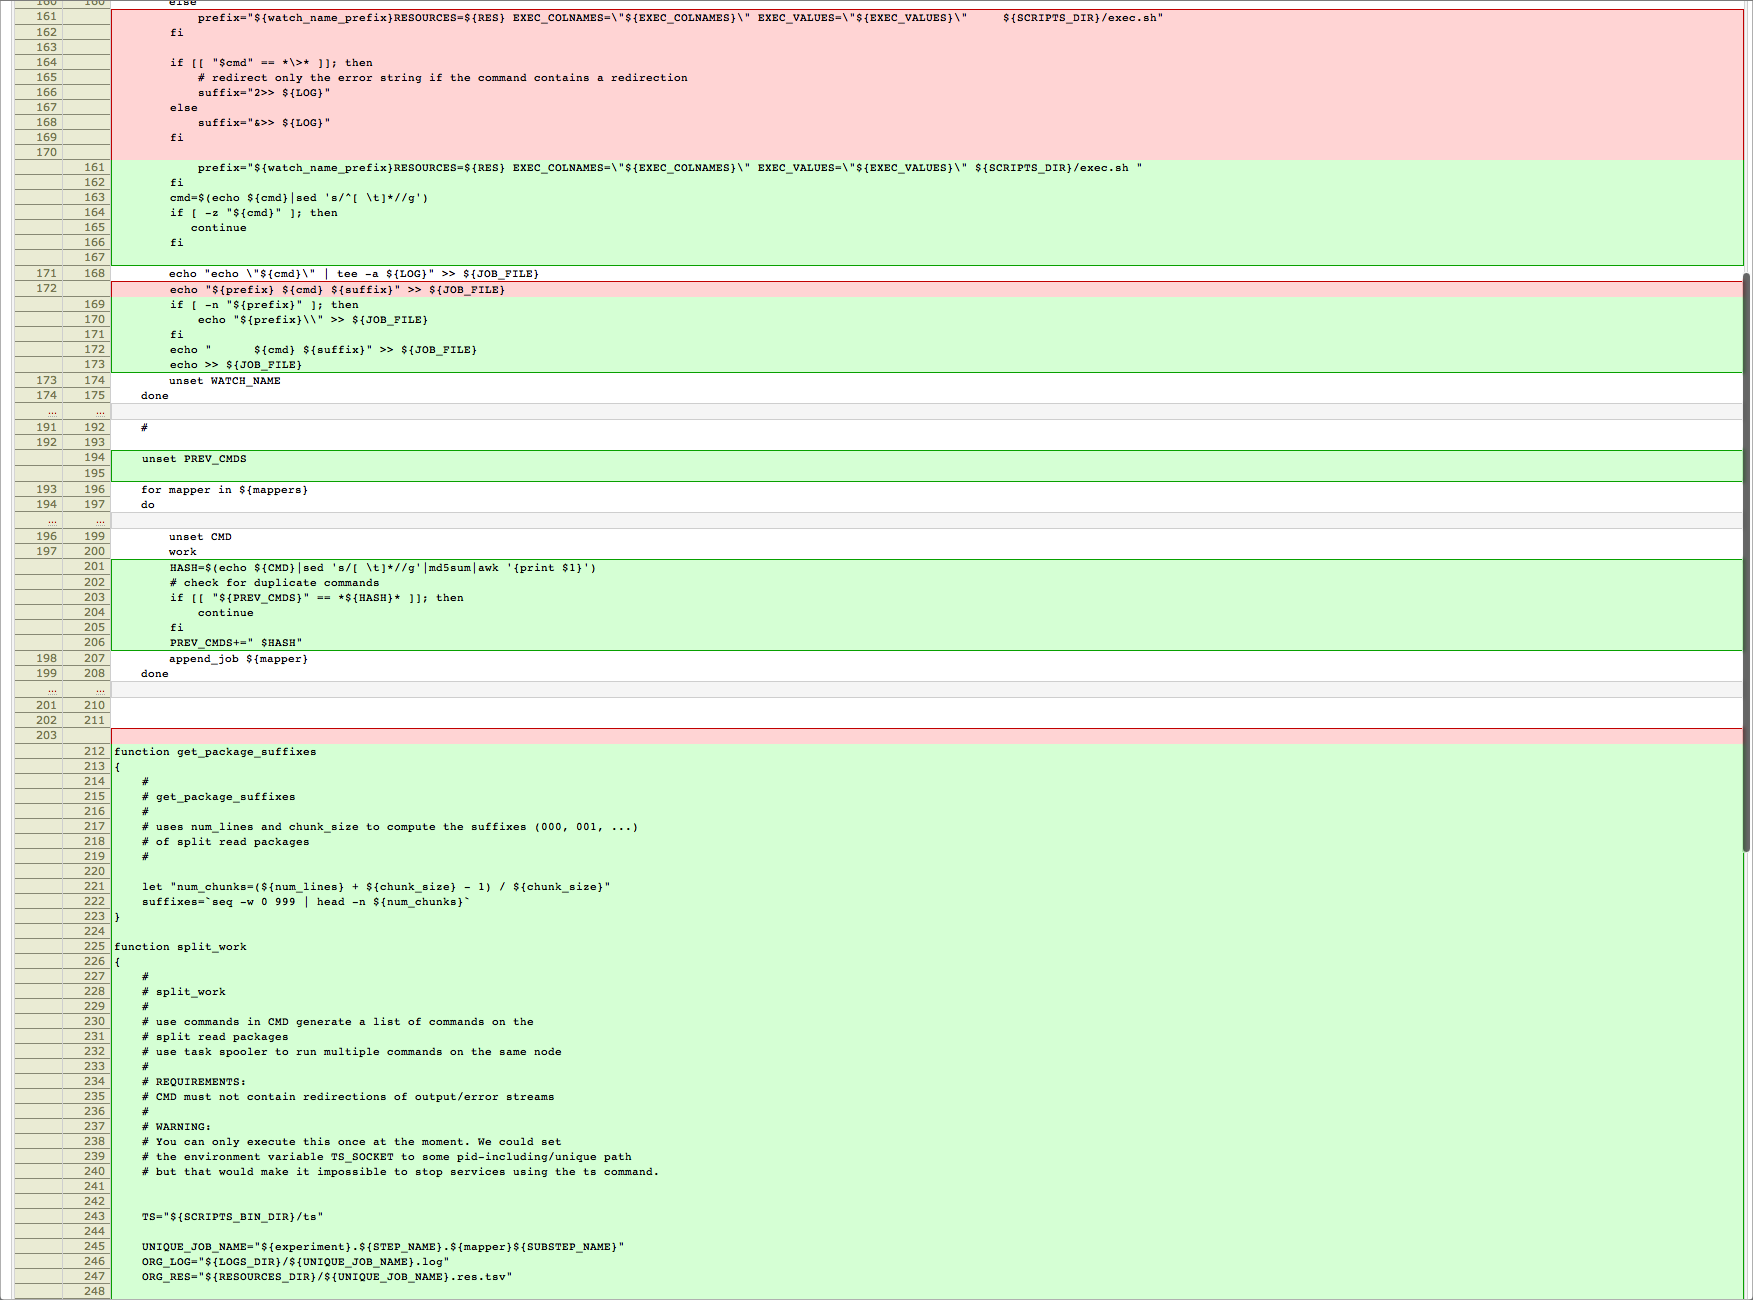 160 160 else
161 prefix="${watch_name_prefix}RESOURCES=${RES} EXEC_COLNAMES=\"${EXEC_COLNAMES}\" EXEC_VALUES=\"${EXEC_VALUES}\"     ${SCRIPTS_DIR}/exec.sh"
162 fi
163
164 if [[ "$cmd" == *\>* ]]; then
165 # redirect only the error string if the command contains a redirection
166 suffix="2>> ${LOG}"
167 else
168 suffix="&>> ${LOG}"
169 fi
170
161 prefix="${watch_name_prefix}RESOURCES=${RES} EXEC_COLNAMES=\"${EXEC_COLNAMES}\" EXEC_VALUES=\"${EXEC_VALUES}\" ${SCRIPTS_DIR}/exec.sh "
162 fi
163 cmd=$(echo ${cmd}|sed 's/^[ \t]*//g')
164 if [ -z "${cmd}" ]; then
165 continue
166 fi
167
171 168 echo "echo \"${cmd}\" | tee -a ${LOG}" >> ${JOB_FILE}
172 echo "${prefix} ${cmd} ${suffix}" >> ${JOB_FILE}
169 if [ -n "${prefix}" ]; then
170 echo "${prefix}\\" >> ${JOB_FILE}
171 fi
172 echo "      ${cmd} ${suffix}" >> ${JOB_FILE}
173 echo >> ${JOB_FILE}
173 174 unset WATCH_NAME
174 175 done
... ...
191 192 #
192 193
194 unset PREV_CMDS
195
193 196 for mapper in ${mappers}
194 197 do
... ...
196 199 unset CMD
197 200 work
201 HASH=$(echo ${CMD}|sed 's/[ \t]*//g'|md5sum|awk '{print $1}')
202 # check for duplicate commands
203 if [[ "${PREV_CMDS}" == *${HASH}* ]]; then
204 continue
205 fi
206 PREV_CMDS+=" $HASH"
198 207 append_job ${mapper}
199 208 done
... ...
201 210
202 211
203
212 function get_package_suffixes
213 {
214 #
215 # get_package_suffixes
216 #
217 # uses num_lines and chunk_size to compute the suffixes (000, 001, ...)
218 # of split read packages
219 #
220
221 let "num_chunks=(${num_lines} + ${chunk_size} - 1) / ${chunk_size}"
222 suffixes=`seq -w 0 999 | head -n ${num_chunks}`
223 }
224
225 function split_work
226 {
227 #
228 # split_work
229 #
230 # use commands in CMD generate a list of commands on the
231 # split read packages
232 # use task spooler to run multiple commands on the same node
233 #
234 # REQUIREMENTS:
235 # CMD must not contain redirections of output/error streams
236 #
237 # WARNING:
238 # You can only execute this once at the moment. We could set
239 # the environment variable TS_SOCKET to some pid-including/unique path
240 # but that would make it impossible to stop services using the ts command.
241
242
243 TS="${SCRIPTS_BIN_DIR}/ts"
244
245 UNIQUE_JOB_NAME="${experiment}.${STEP_NAME}.${mapper}${SUBSTEP_NAME}"
246 ORG_LOG="${LOGS_DIR}/${UNIQUE_JOB_NAME}.log"
247 ORG_RES="${RESOURCES_DIR}/${UNIQUE_JOB_NAME}.res.tsv"
248